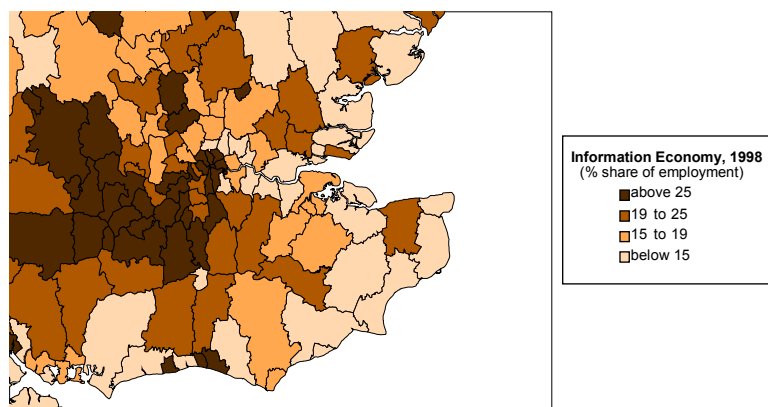 Information Economy, 1998
(% share of employment)
above 25
19 to 25
15 to 19
below 15